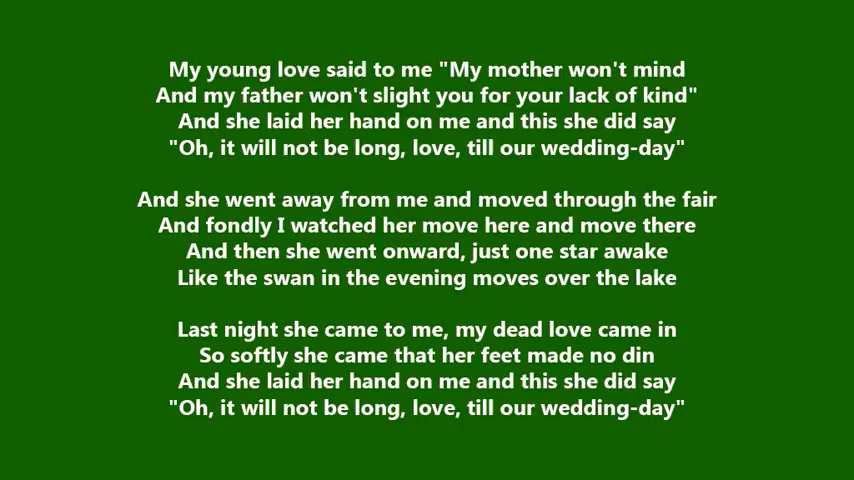 My young love said to me "My mother won't mind
And my father won't slight you for your lack of kind"
And she laid her hand on me and this she did say
"Oh, it will not be long, love, till our wedding-day"
And she went away from me and moved through the fair
And fondly I watched her move here and move there
And then she went onward, just one star awake
Like the swan in the evening moves over the lake
Last night she came to me, my dead love came in
So softly she came that her feet made no din
And she laid her hand on me and this she did say
"Oh, it will not be long, love, till our wedding-day"